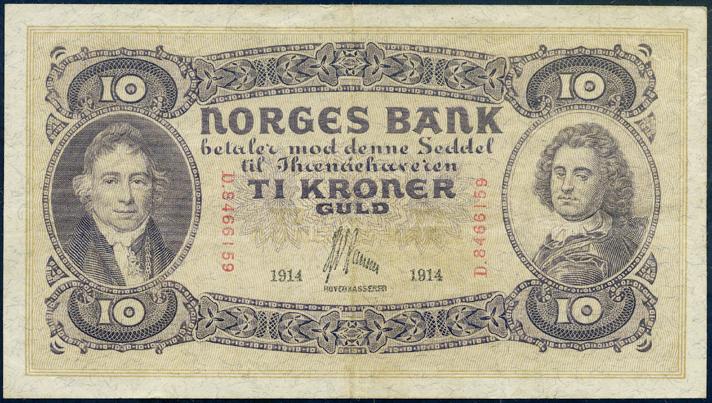 10 10
NORGES BANK
betaler mod denne Seddel
til Ihændehaveren
TI KRONER
GULD
D.8466159
D.8466159
1914 1914
HOVEDKASSERER
10 10